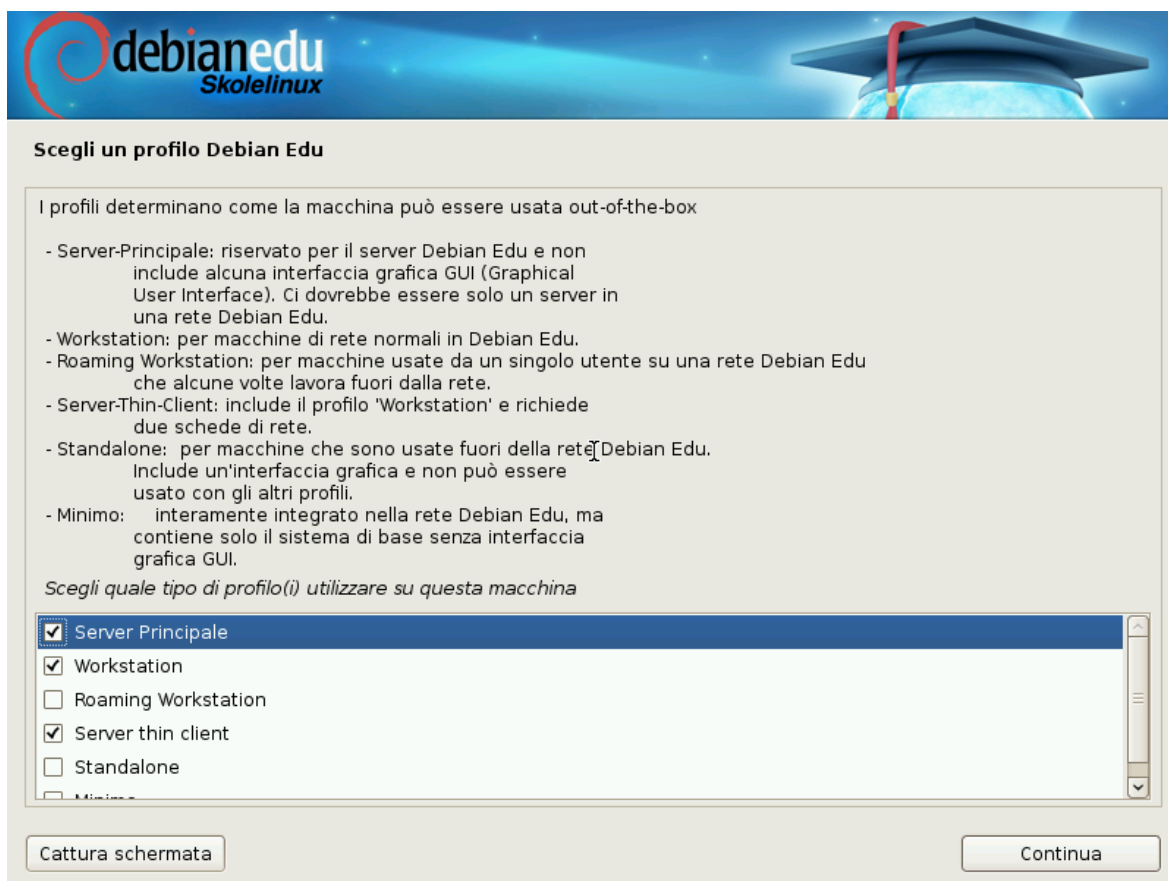 debianedu
Skolelinux
Scegli un profilo Debian Edu
I profili determinano come la macchina può essere usata out-of-the-box
- Server-Principale: riservato per il server Debian Edu e non
include alcuna interfaccia grafica GUI (Graphical
User Interface). Ci dovrebbe essere solo un server in
una rete Debian Edu.
- Workstation: per macchine di rete normali in Debian Edu.
- Roaming Workstation: per macchine usate da un singolo utente su una rete Debian Edu
che alcune volte lavora fuori dalla rete.
- Server-Thin-Client: include il profilo 'Workstation' e richiede
due schede di rete.
- Standalone: per macchine che sono usate fuori della rete Debian Edu.
Include un'interfaccia grafica e non può essere
usato con gli altri profili.
- Minimo: interamente integrato nella rete Debian Edu, ma
contiene solo il sistema di base senza interfaccia
grafica GUI.
Scegli quale tipo di profilo(i) utilizzare su questa macchina
Server Principale
Workstation
Roaming Workstation
Server thin client
Standalone
Minimo
Cattura schermata
Continua